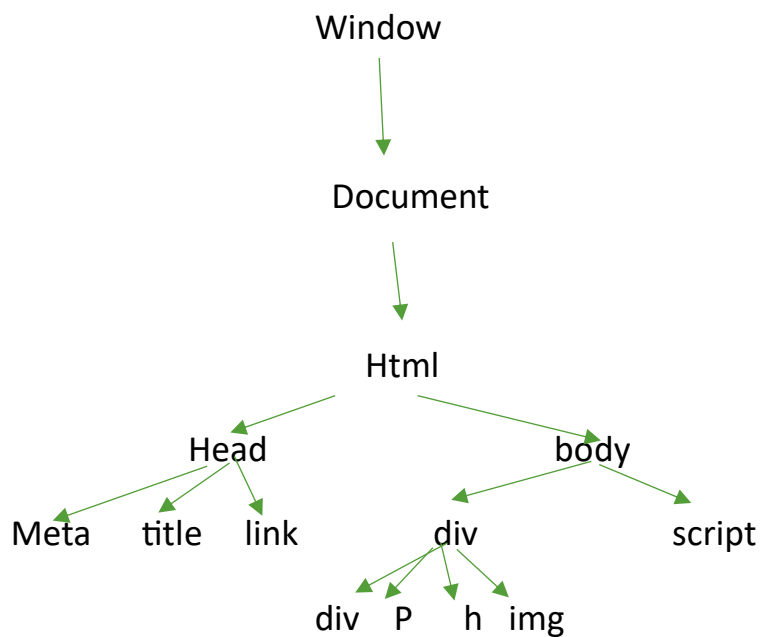 Window
Document
Html
Head body
Meta title link div script
div P h img